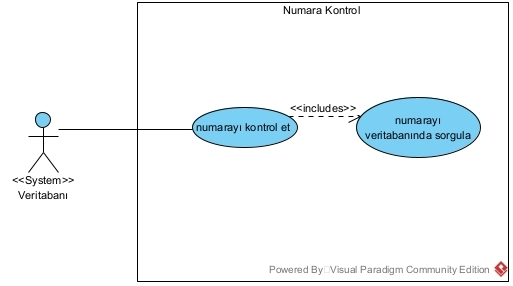 Numara Kontrol
<<includes>>
numarayı kontrol et
numarayı
veritabanında sorgula
<<System>>
Veritabanı
Powered By Visual Paradigm Community Edition